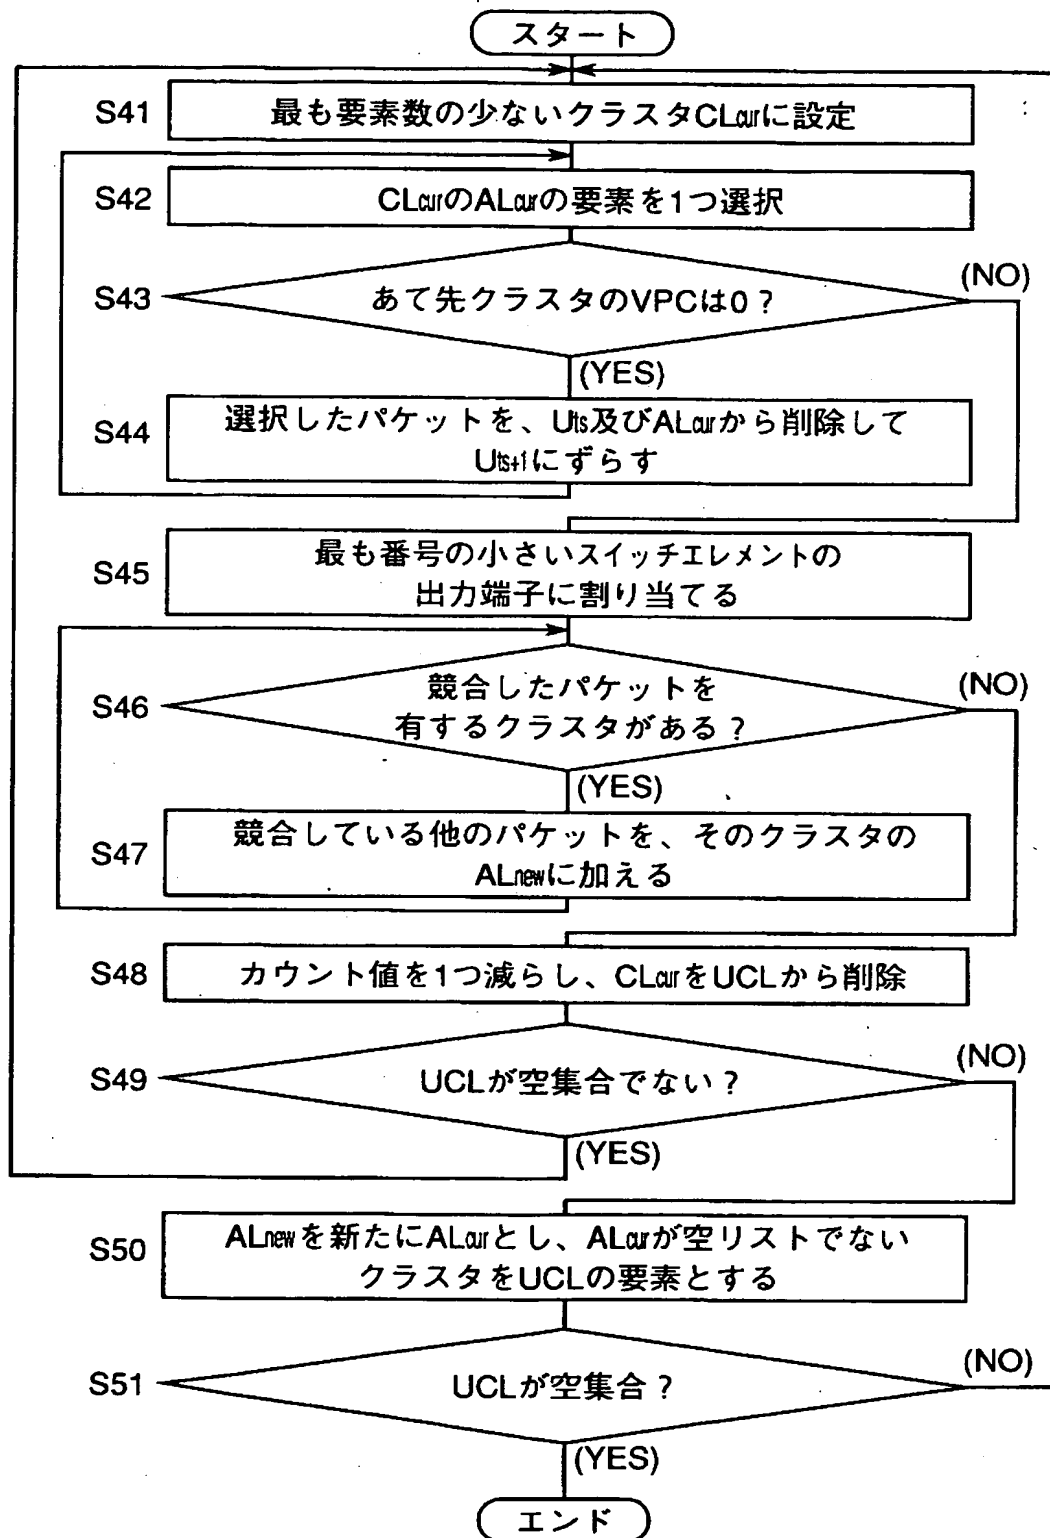 スタート
S41
最も要素数の少ないクラスタCLcurに設定
S42
CLcurのALcurの要素を1つ選択
S43
あて先クラスタのVPCは0?
(NO)
(YES)
S44
選択したパケットを、Uts及びALcurから削除して
Uts+1にずらす
S45
最も番号の小さいスイッチエレメントの
出力端子に割り当てる
S46
競合したパケットを
有するクラスタがある?
(NO)
(YES)
S47
競合している他のパケットを、そのクラスタの
ALnewに加える
S48
カウント値を1つ減らし、CLcurをUCLから削除
S49
UCLが空集合でない?
(NO)
(YES)
S50
ALnewを新たにALcurとし、ALcurが空リストでない
クラスタをUCLの要素とする
S51
UCLが空集合?
(NO)
(YES)
エンド